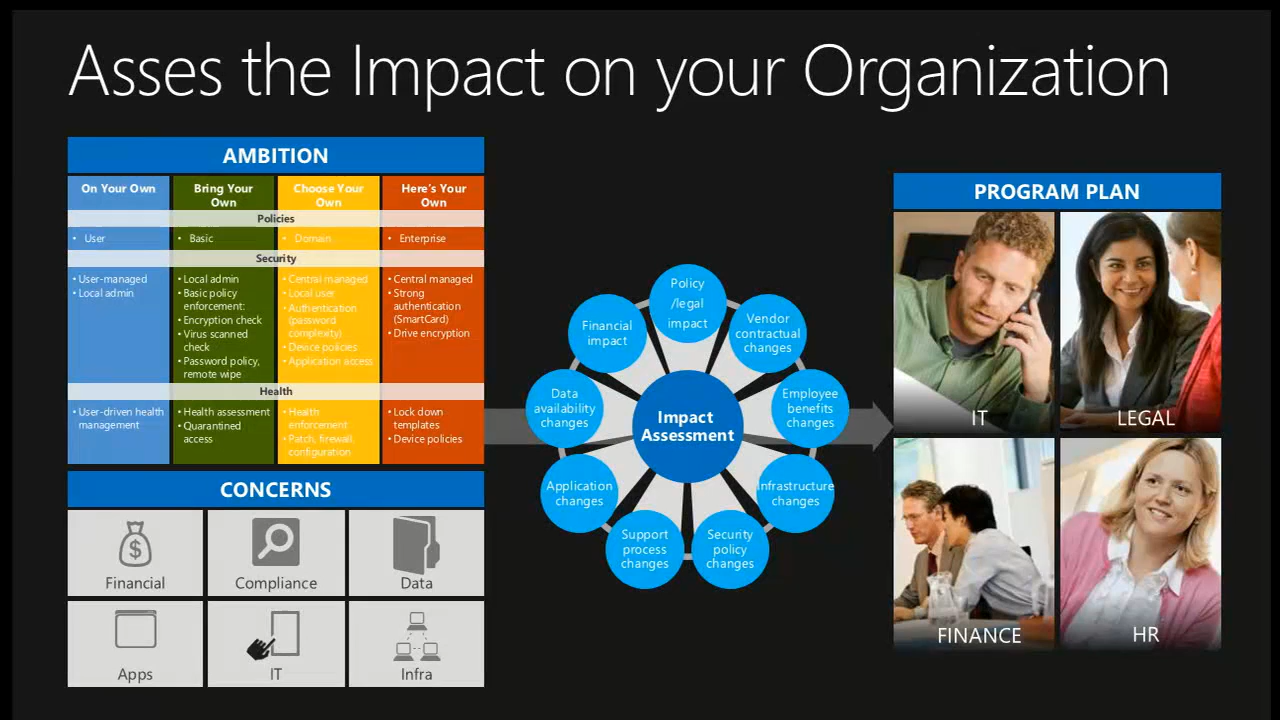 Asses the Impact on your Organization
AMBITION
On Your Own
Bring Your
Own
Choose Your
Own
Here's Your
Own
Policies
• User
• Basic
• Domain
• Enterprise
Security
• User-managed
• Local admin
• Local admin
• Basic policy
enforcement:
• Encryption check
• Virus scanned
check
• Password policy,
remote wipe
• Central managed
• Local user
• Authentication
(password
complexity)
• Device policies
• Application access
• Central managed
• Strong
authentication
(SmartCard)
• Drive encryption
Health
• User-driven health
management
• Health assessment
• Quarantined
access
• Health
enforcement
• Patch, firewall,
configuration
• Lock down
templates
• Device policies
CONCERNS
Financial
Compliance
Data
Apps
IT
Infra
Policy
/legal
impact
Vendor
contractual
changes
Employee
benefits
changes
Infrastructure
changes
Security
policy
changes
Support
process
changes
Application
changes
Data
availability
changes
Financial
impact
Impact
Assessment
PROGRAM PLAN
IT
LEGAL
FINANCE
HR